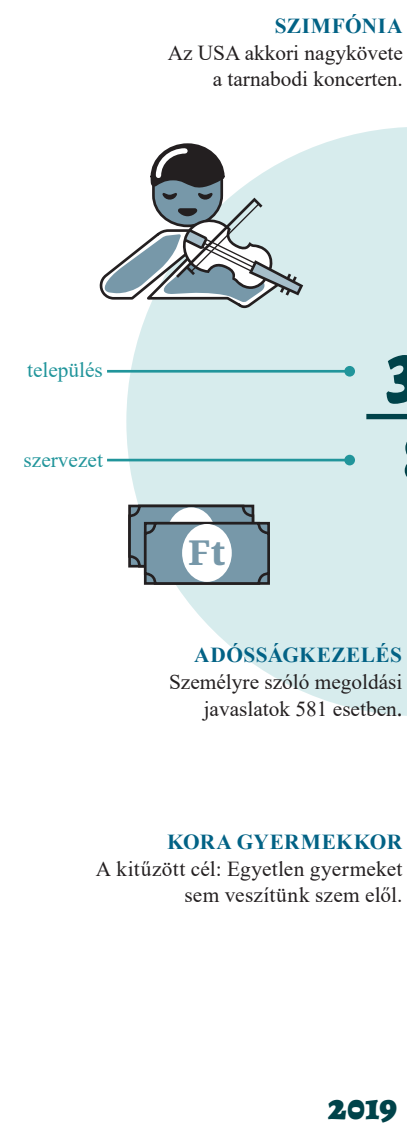 SZIMFÓNIA
Az USA akkori nagykövete
a tarnabodi koncerten.
település
3
szervezet
Ft
ADÓSSÁGKEZELÉS
Személyre szóló megoldási
javaslatok 581 esetben.
KORA GYERMEKKOR
A kitűzött cél: Egyetlen gyermeket
sem veszítünk szem elől.
2019